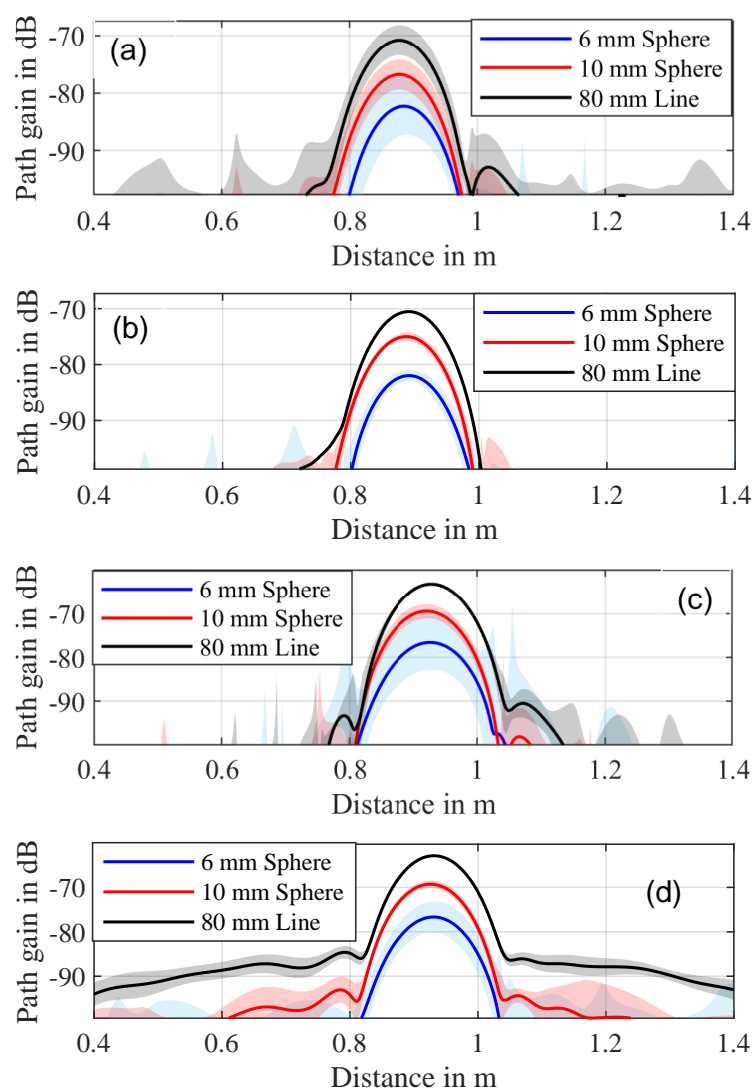 (a)
6 mm Sphere
10 mm Sphere
80 mm Line
Path gain in dB
-70
-80
-90
0.4 0.6 0.8 1 1.2 1.4
Distance in m
(b)
6 mm Sphere
10 mm Sphere
80 mm Line
Path gain in dB
-70
-80
-90
0.4 0.6 0.8 1 1.2 1.4
Distance in m
6 mm Sphere
10 mm Sphere
80 mm Line
(c)
Path gain in dB
-70
-80
-90
0.4 0.6 0.8 1 1.2 1.4
Distance in m
6 mm Sphere
10 mm Sphere
80 mm Line
(d)
Path gain in dB
-70
-80
-90
0.4 0.6 0.8 1 1.2 1.4
Distance in m